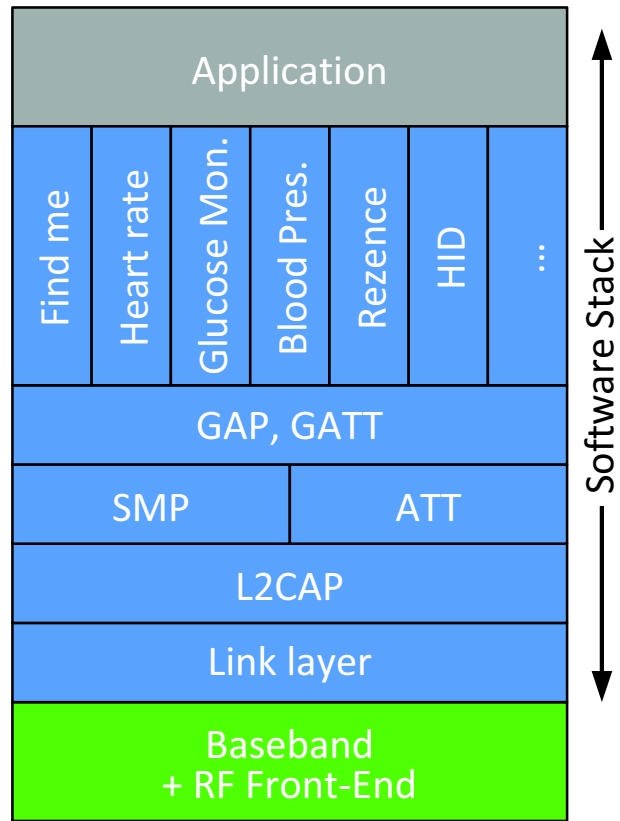 Application
Find me
Heart rate
Glucose Mon.
Blood Pres.
Rezence
HID
...
GAP, GATT
SMP
ATT
L2CAP
Link layer
Baseband
+ RF Front-End
Software Stack